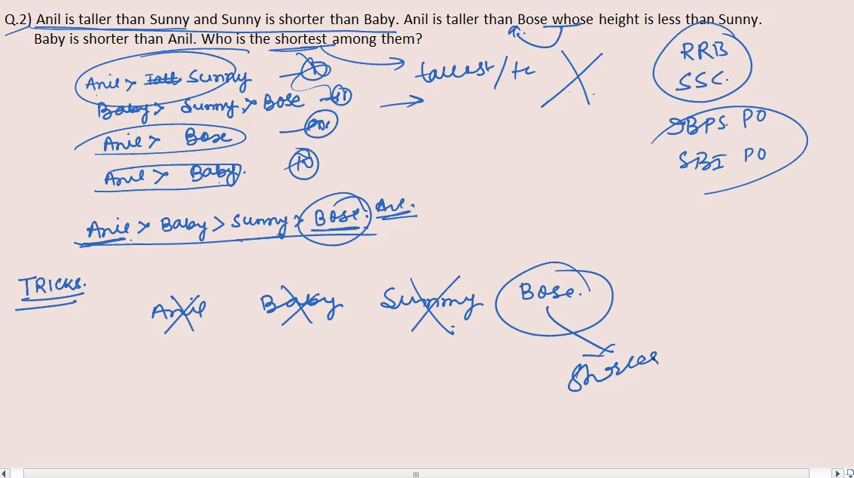 Q.2) Anil is taller than Sunny and Sunny is shorter than Baby. Anil is taller than Bose whose height is less than Sunny.
Baby is shorter than Anil. Who is the shortest among them?
Anil > Sunny
Baby > Sunny > Bose
Anil > Bose
Anil > Baby.
Anil > Baby > Sunny > Bose. Ans.
tallest/
RRB
SSC.
IBPS PO
SBI PO
TRICKS.
Anil Baby Sunny Bose.